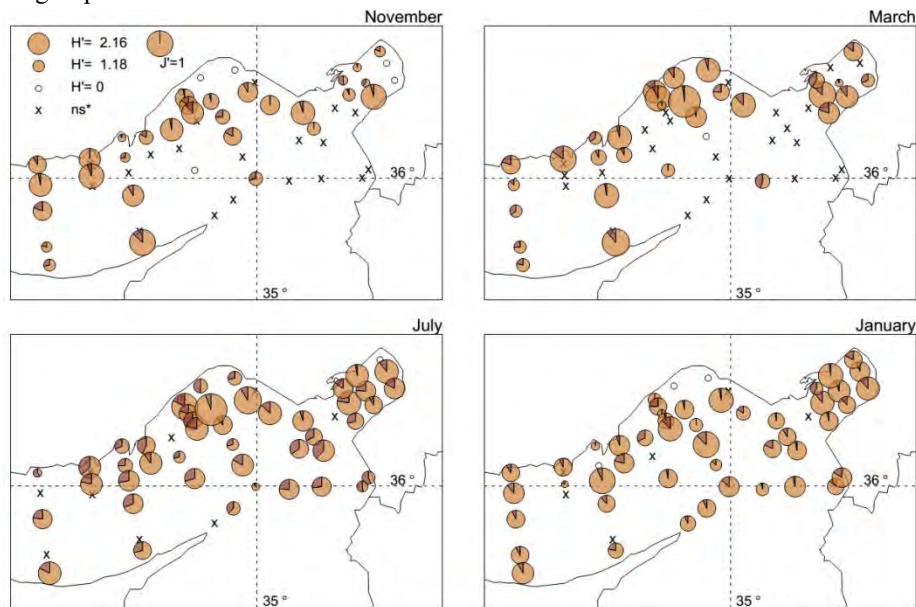 November
H'= 2.16
H'= 1.18
J'=1
H'= 0
x ns*
36 °
35 °
March
36 °
35 °
July
36 °
35 °
January
36 °
35 °